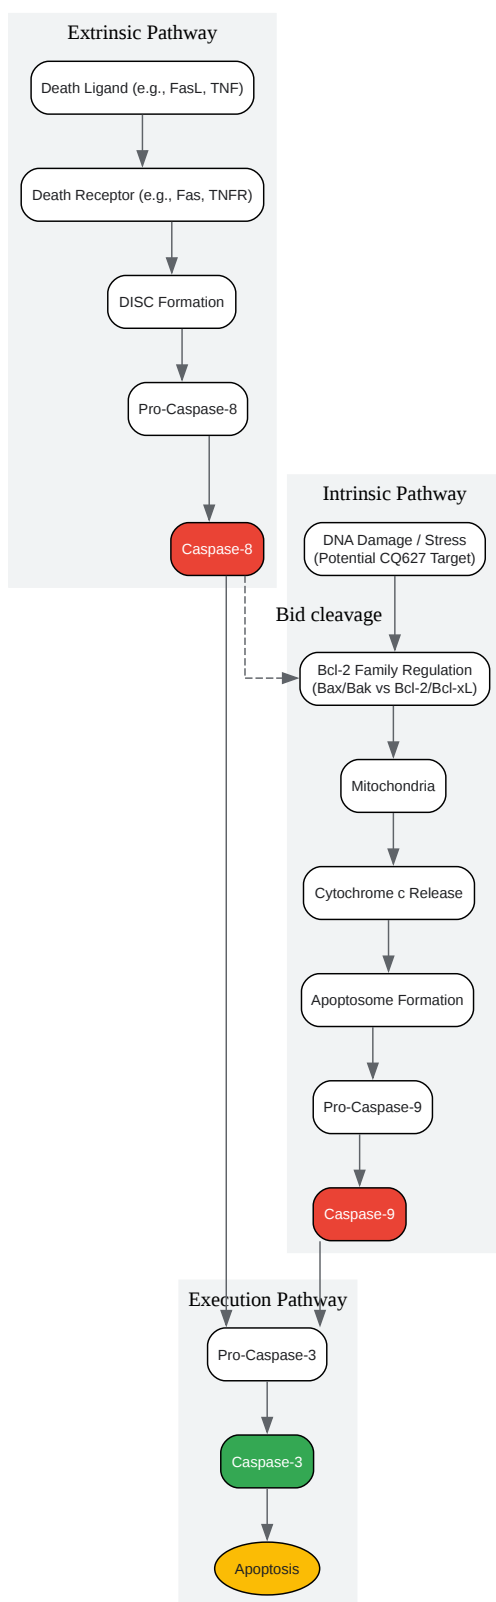 Extrinsic Pathway
Death Ligand (e.g., FasL, TNF)
Death Receptor (e.g., Fas, TNFR)
DISC Formation
Pro-Caspase-8
Caspase-8
Intrinsic Pathway
DNA Damage / Stress
(Potential CQ627 Target)
Bid cleavage
Bcl-2 Family Regulation
(Bax/Bak vs Bcl-2/Bcl-xL)
Mitochondria
Cytochrome c Release
Apoptosome Formation
Pro-Caspase-9
Caspase-9
Execution Pathway
Pro-Caspase-3
Caspase-3
Apoptosis